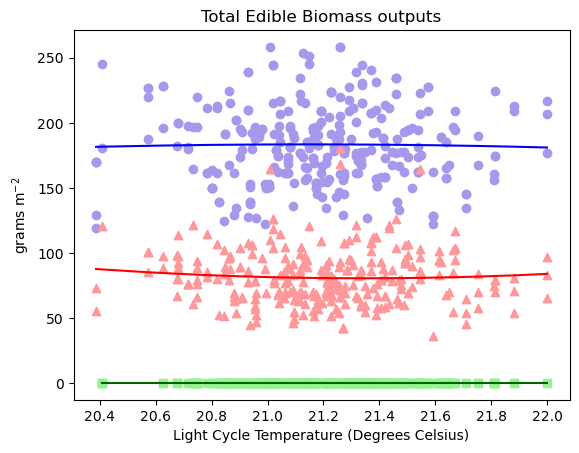 Total Edible Biomass outputs
grams m⁻²
250
200
150
100
50
0
20.4 20.6 20.8 21.0 21.2 21.4 21.6 21.8 22.0
Light Cycle Temperature (Degrees Celsius)